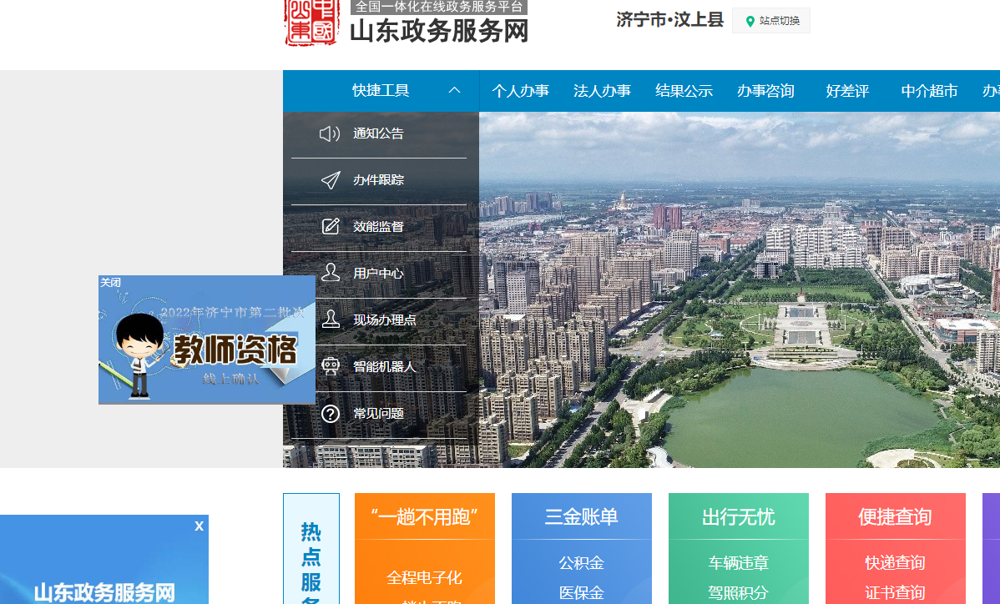 全国一体化在线政务服务平台
山东政务服务网
济宁市·汶上县
站点切换
快捷工具
个人办事
法人办事
结果公示
办事咨询
好差评
中介超市
通知公告
办件跟踪
效能监督
用户中心
现场办理点
智能机器人
常见问题
关闭
2022年济宁市第二批次
教师资格
线上确认
X
山东政务服务网
热
点
服
“一趟不用跑”
全程电子化
三金账单
公积金
医保金
出行无忧
车辆违章
驾照积分
便捷查询
快递查询
证书查询